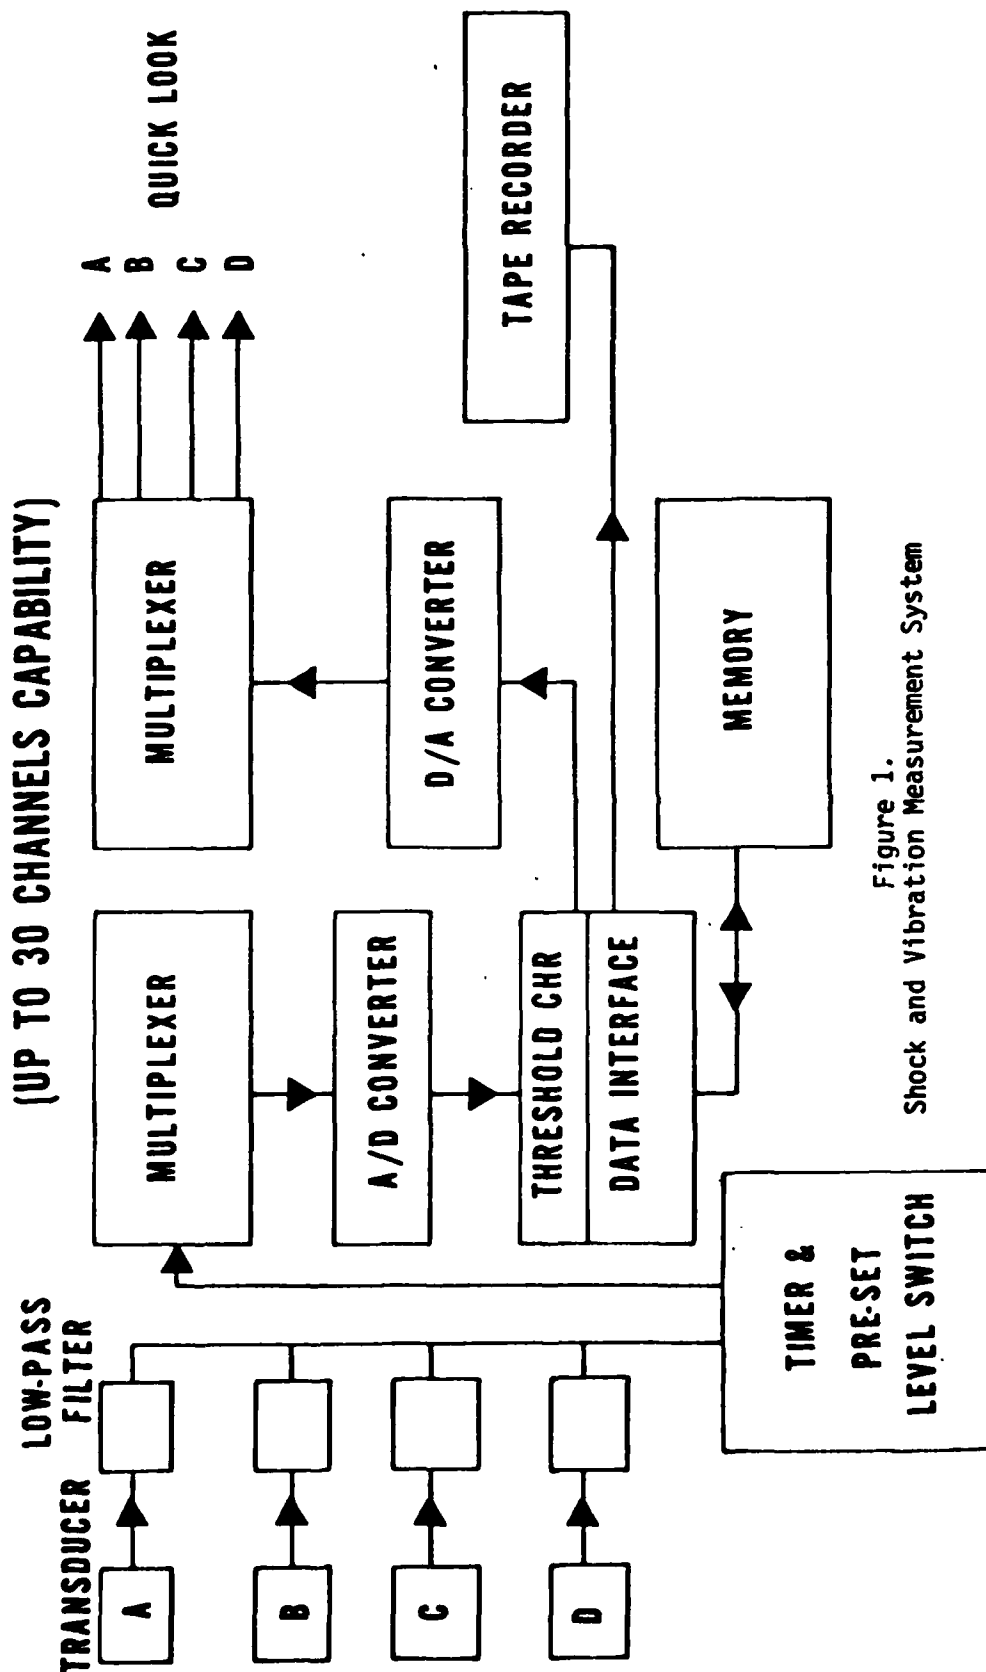 (UP TO 30 CHANNELS CAPABILITY)
TRANSDUCER
LOW-PASS
FILTER
A
B
C
D
MULTIPLEXER
A/D CONVERTER
THRESHOLD CHR
DATA INTERFACE
TIMER &
PRE-SET
LEVEL SWITCH
MULTIPLEXER
D/A CONVERTER
MEMORY
A
B
C
D
QUICK LOOK
TAPE RECORDER
Figure 1.
Shock and Vibration Measurement System